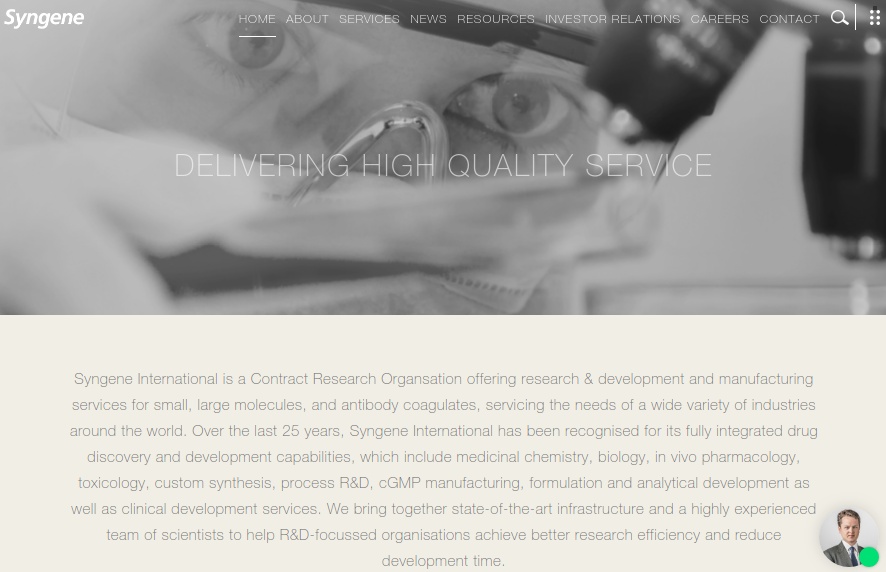 Syngene
HOME ABOUT SERVICES NEWS RESOURCES INVESTOR RELATIONS CAREERS CONTACT
DELIVERING HIGH QUALITY SERVICE
Syngene International is a Contract Research Organsation offering research & development and manufacturing
services for small, large molecules, and antibody coagulates, servicing the needs of a wide variety of industries
around the world. Over the last 25 years, Syngene International has been recognised for its fully integrated drug
discovery and development capabilities, which include medicinal chemistry, biology, in vivo pharmacology,
toxicology, custom synthesis, process R&D, cGMP manufacturing, formulation and analytical development as
well as clinical development services. We bring together state-of-the-art infrastructure and a highly experienced
team of scientists to help R&D-focussed organisations achieve better research efficiency and reduce
development time.